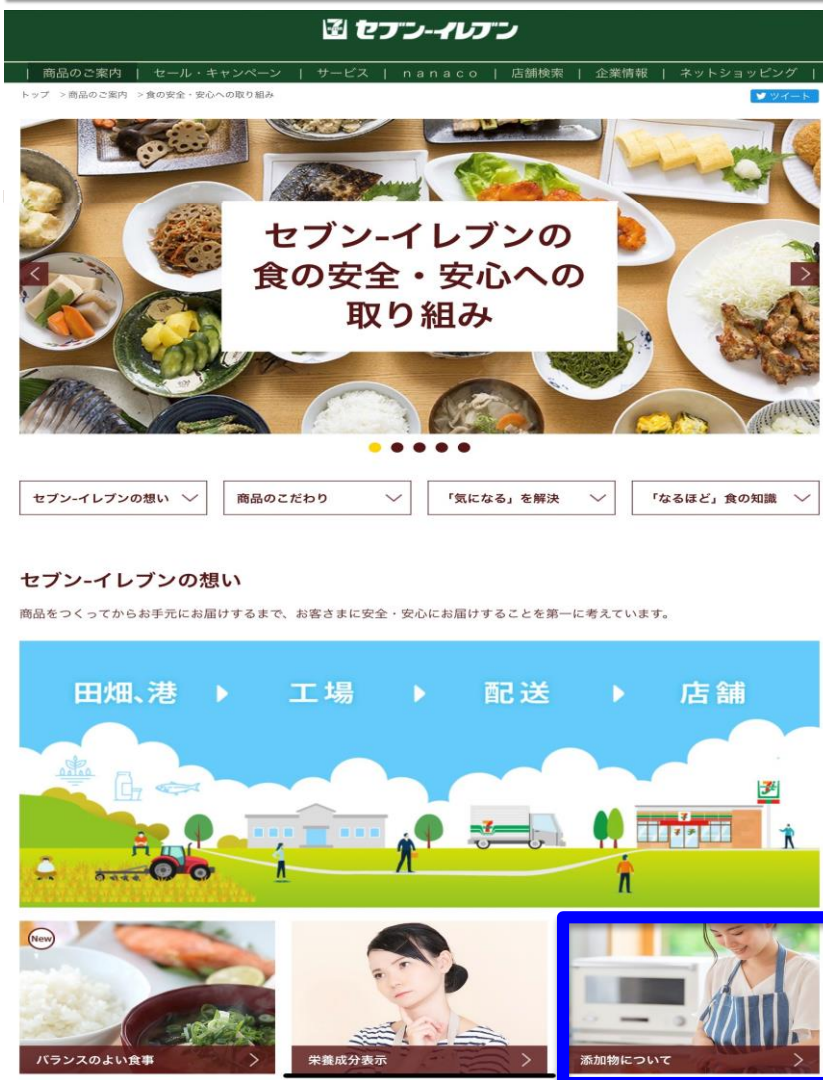 セブン-イレブン
| 商品のご案内 | セール・キャンペーン | サービス | nanaco | 店舗検索 | 企業情報 | ネットショッピング |
トップ >商品のご案内 >食の安全・安心への取り組み
ツイート
セブン-イレブンの
食の安全・安心への
取り組み
セブン-イレブンの想い
商品のこだわり
「気になる」を解決
「なるほど」食の知識
セブン-イレブンの想い
商品をつくってからお手元にお届けするまで、お客さまに安全・安心にお届けすることを第一に考えています。
田畑、港
工場
配送
店舗
New
バランスのよい食事
栄養成分表示
添加物について